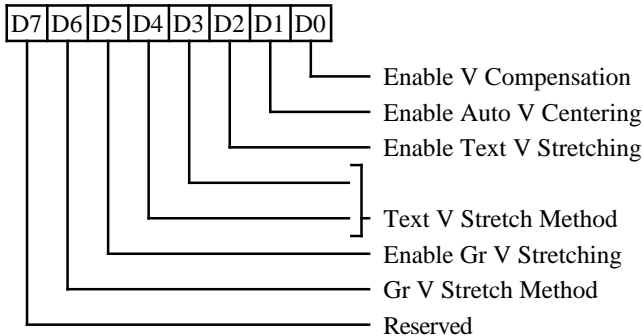 D7 D6 D5 D4 D3 D2 D1 D0
Enable V Compensation
Enable Auto V Centering
Enable Text V Stretching
Text V Stretch Method
Enable Gr V Stretching
Gr V Stretch Method
Reserved